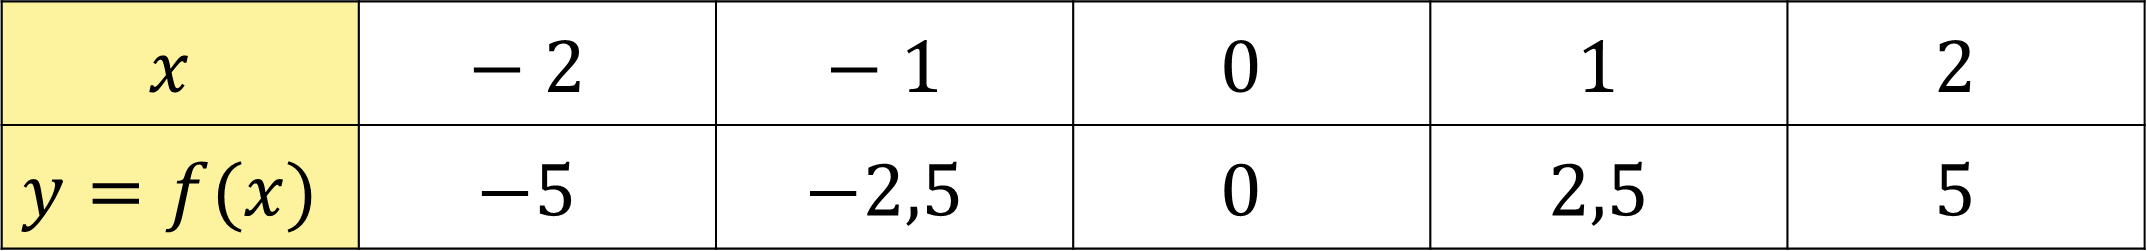 x − 2 − 1 0 1 2
y = f(x) −5 −2,5 0 2,5 5